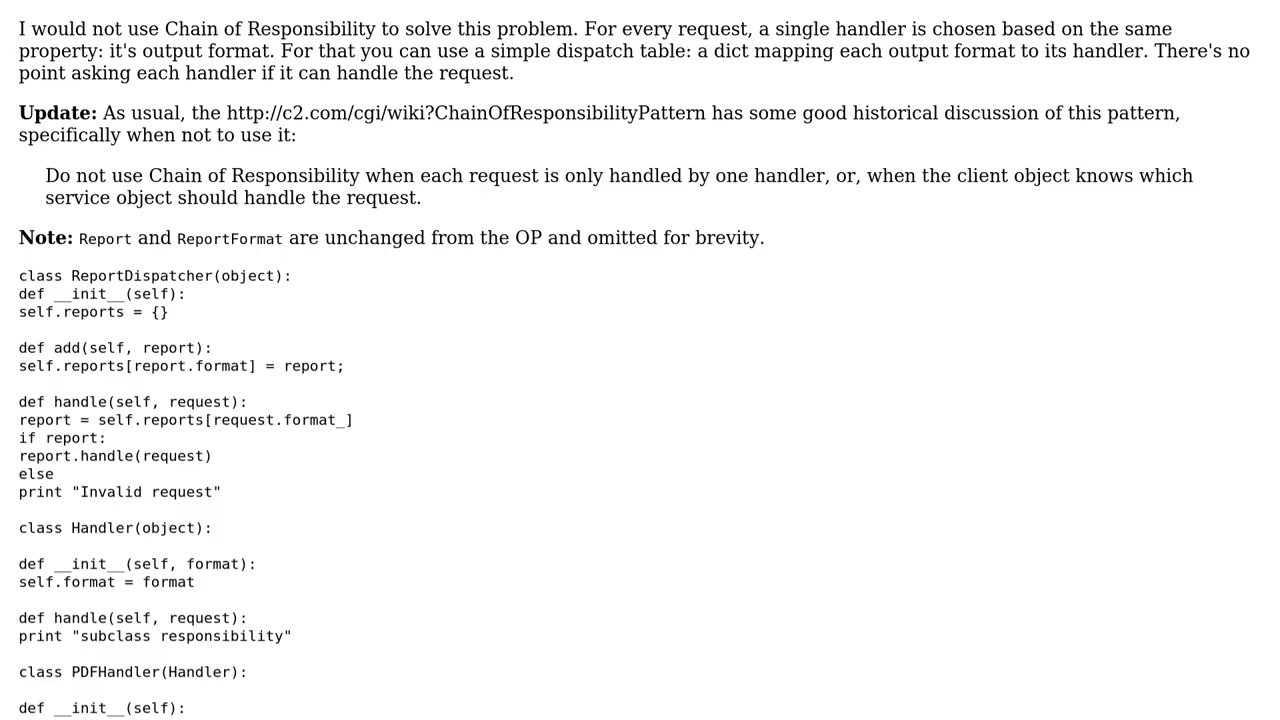 I would not use Chain of Responsibility to solve this problem. For every request, a single handler is chosen based on the same
property: it's output format. For that you can use a simple dispatch table: a dict mapping each output format to its handler. There's no
point asking each handler if it can handle the request.
Update: As usual, the http://c2.com/cgi/wiki?ChainOfResponsibilityPattern has some good historical discussion of this pattern,
specifically when not to use it:
Do not use Chain of Responsibility when each request is only handled by one handler, or, when the client object knows which
service object should handle the request.
Note: Report and ReportFormat are unchanged from the OP and omitted for brevity.
class ReportDispatcher(object):
def __init__(self):
self.reports = {}
def add(self, report):
self.reports[report.format] = report;
def handle(self, request):
report = self.reports[request.format_]
if report:
report.handle(request)
else
print "Invalid request"
class Handler(object):
def __init__(self, format):
self.format = format
def handle(self, request):
print "subclass responsibility"
class PDFHandler(Handler):
def __init__(self):